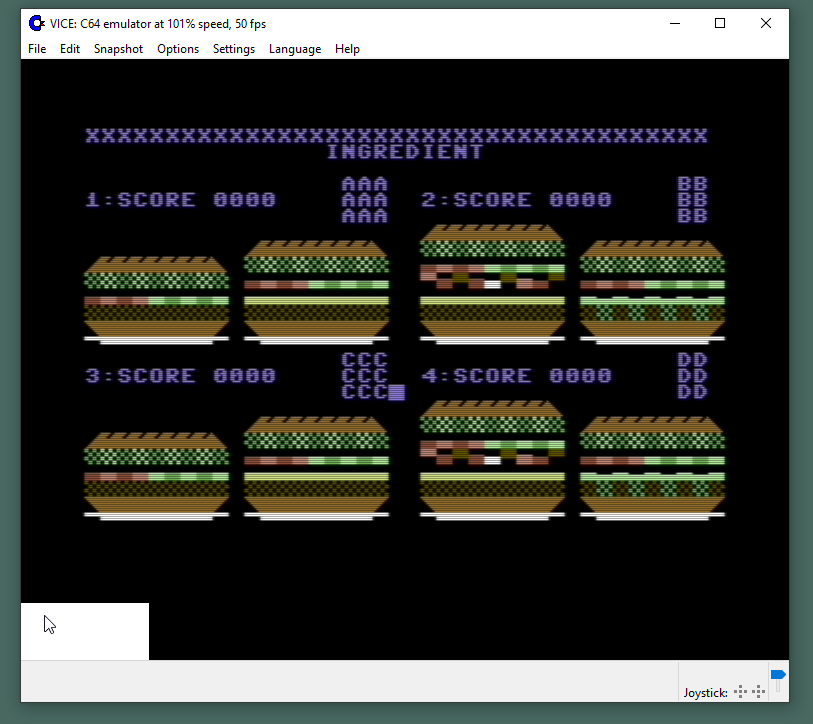 VICE: C64 emulator at 101% speed, 50 fps
File Edit Snapshot Options Settings Language Help
XXXXXXXXXXXXXXXXXXXXXXXXXXXXXXXXXXXXXXX
INGREDIENT
AAA BB
1:SCORE 0000 AAA 2:SCORE 0000 BB
AAA BB
CCC DD
3:SCORE 0000 CCC 4:SCORE 0000 DD
CCC DD
Joystick: